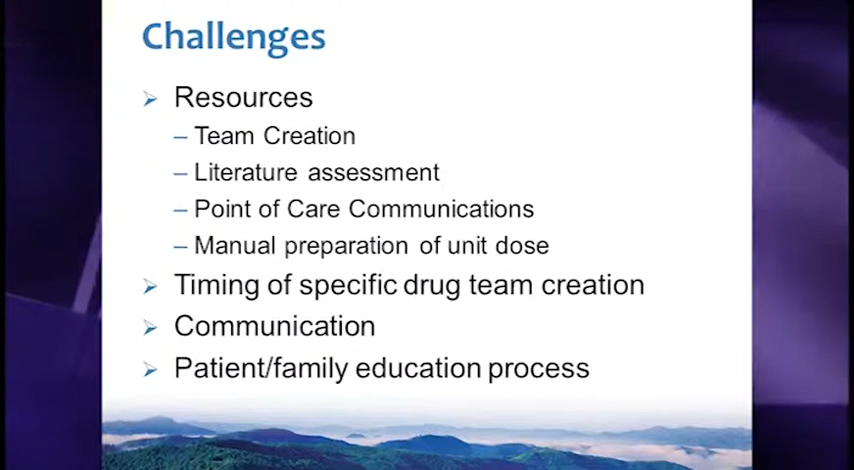 Challenges
➢ Resources
– Team Creation
– Literature assessment
– Point of Care Communications
– Manual preparation of unit dose
➢ Timing of specific drug team creation
➢ Communication
➢ Patient/family education process